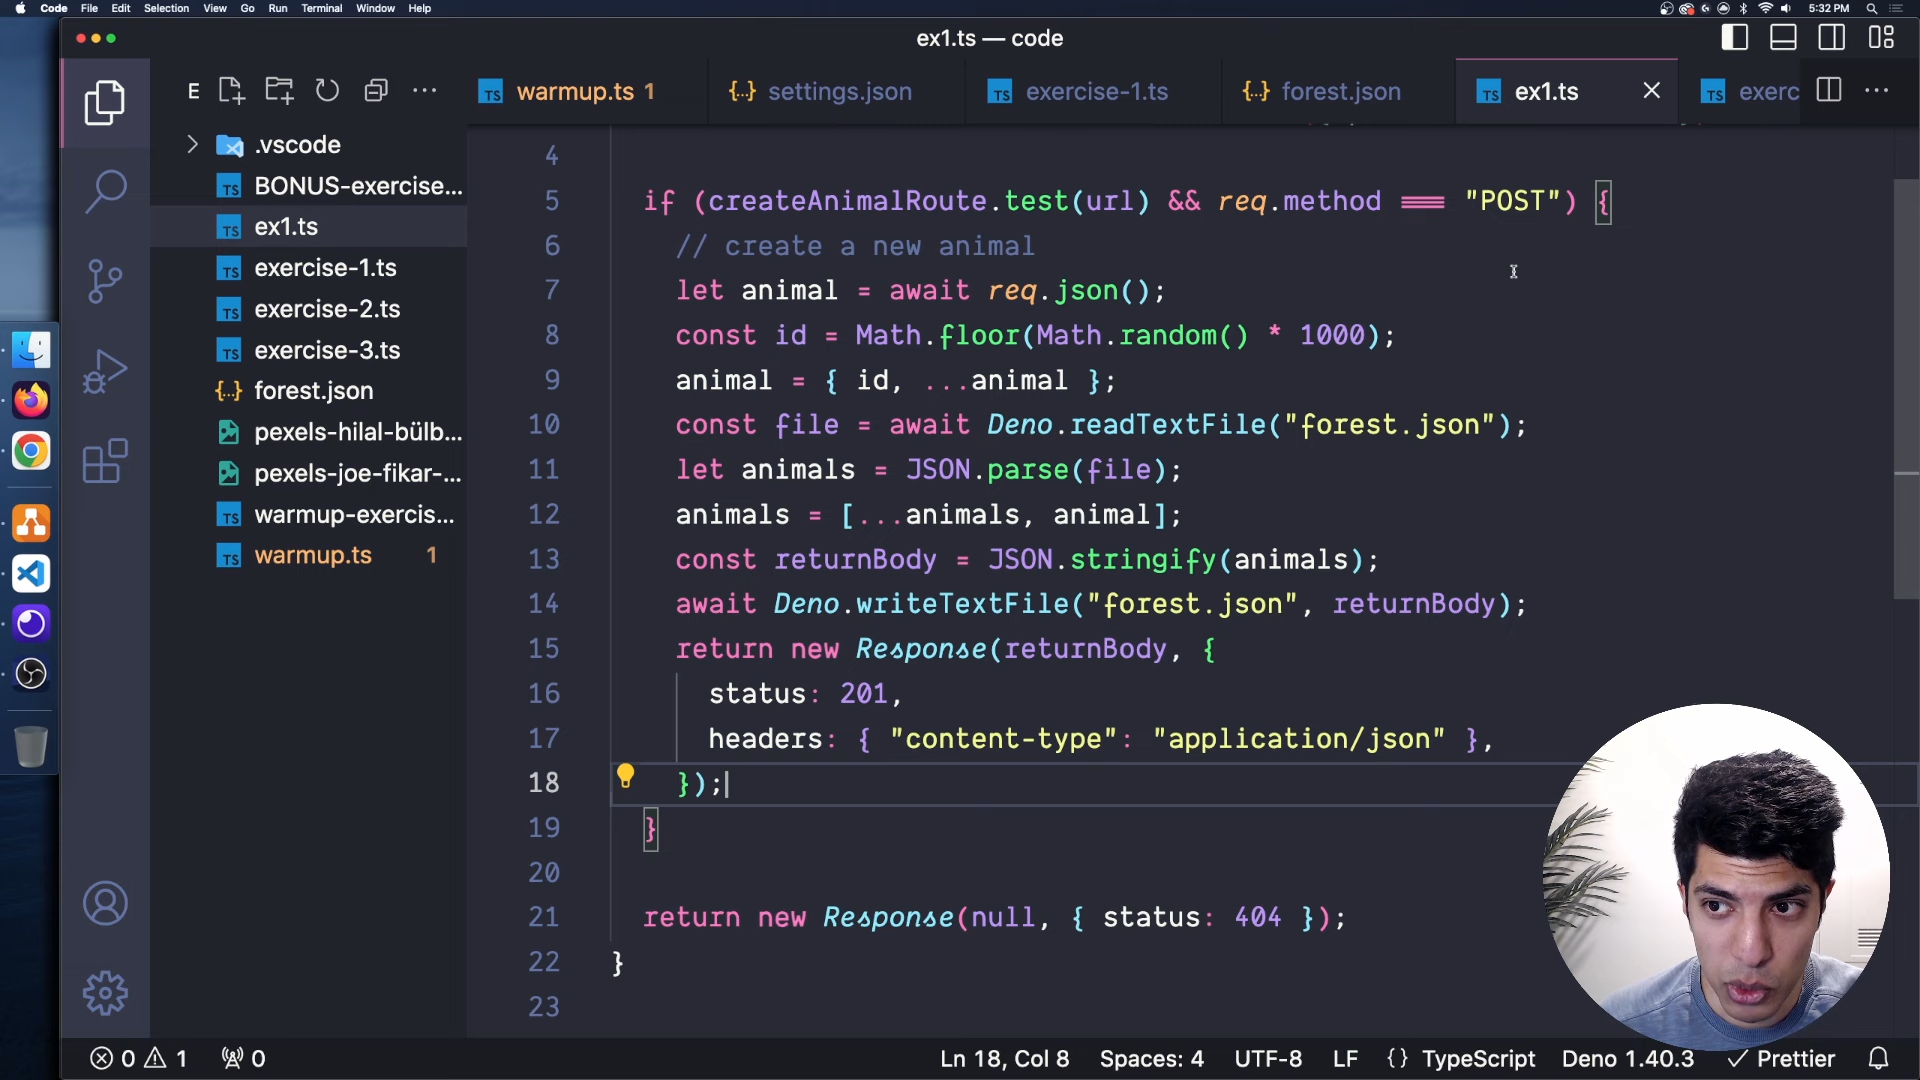 Code File Edit Selection View Go Run Terminal Window Help 5:32 PM
ex1.ts — code
E
warmup.ts 1
settings.json
exercise-1.ts
forest.json
ex1.ts
exerc
.vscode
BONUS-exercise...
ex1.ts
exercise-1.ts
exercise-2.ts
exercise-3.ts
forest.json
pexels-hilal-bülb...
pexels-joe-fikar-...
warmup-exercis...
warmup.ts 1
4
5 if (createAnimalRoute.test(url) && req.method === "POST") {
6 // create a new animal
7 let animal = await req.json();
8 const id = Math.floor(Math.random() * 1000);
9 animal = { id, ...animal };
10 const file = await Deno.readTextFile("forest.json");
11 let animals = JSON.parse(file);
12 animals = [...animals, animal];
13 const returnBody = JSON.stringify(animals);
14 await Deno.writeTextFile("forest.json", returnBody);
15 return new Response(returnBody, {
16 status: 201,
17 headers: { "content-type": "application/json" },
18 });
19 }
20
21 return new Response(null, { status: 404 });
22 }
23
0 1 0 Ln 18, Col 8 Spaces: 4 UTF-8 LF {} TypeScript Deno 1.40.3 ✓ Prettier